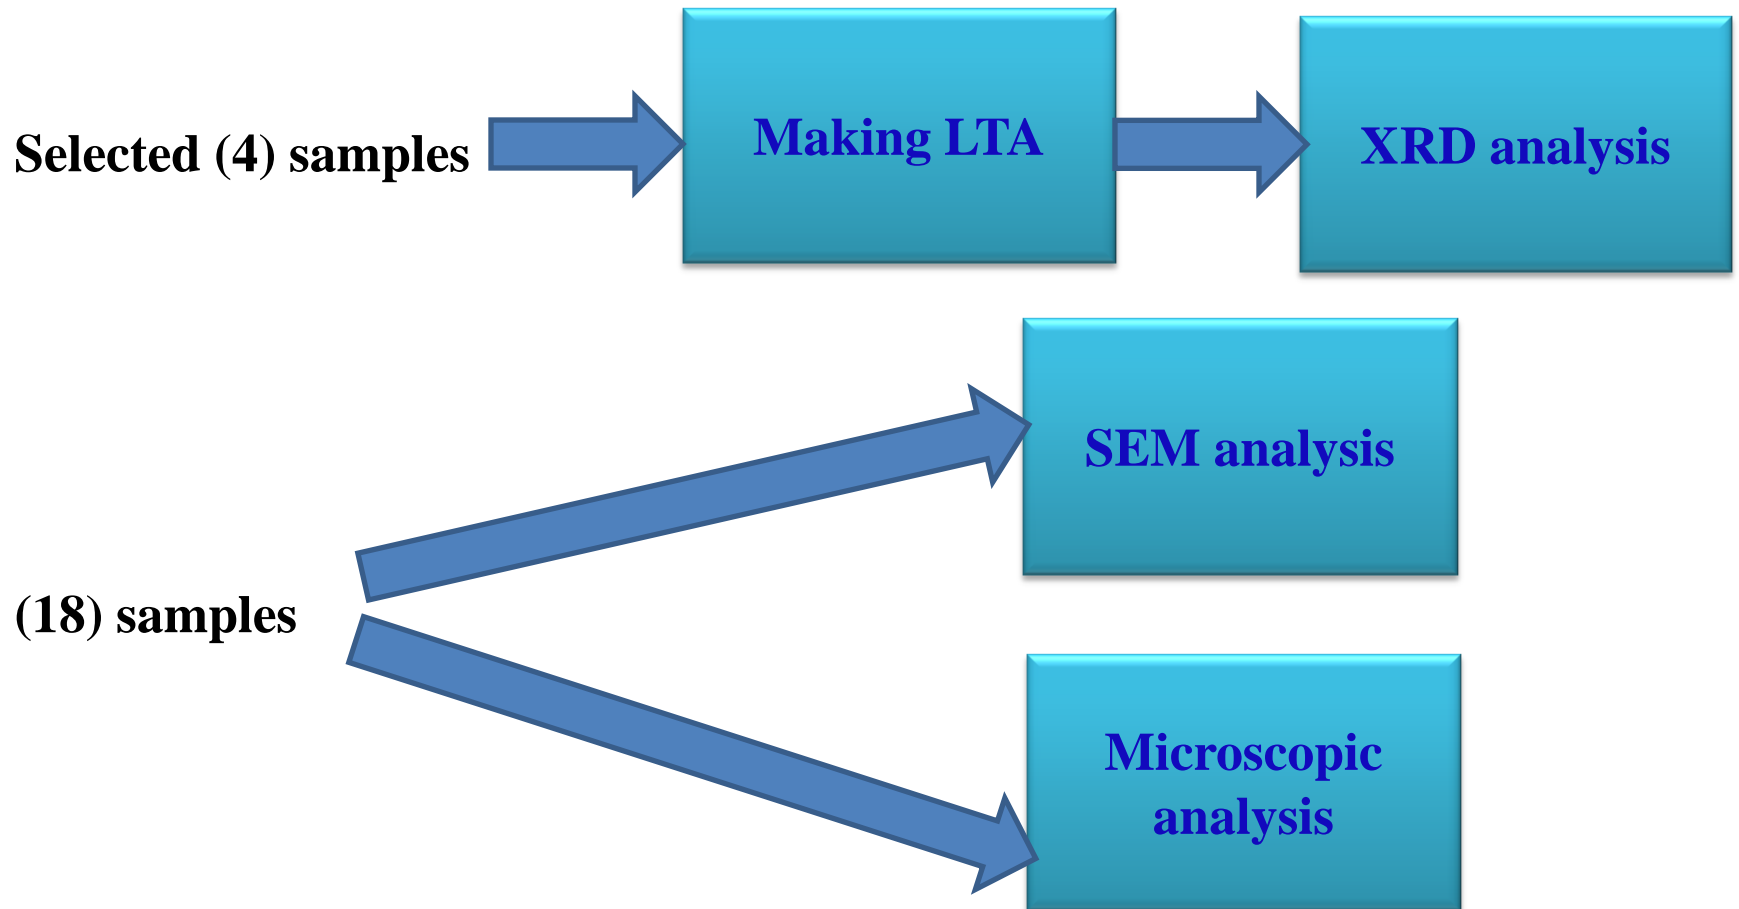 Selected (4) samples
Making LTA
XRD analysis
SEM analysis
(18) samples
Microscopic
analysis